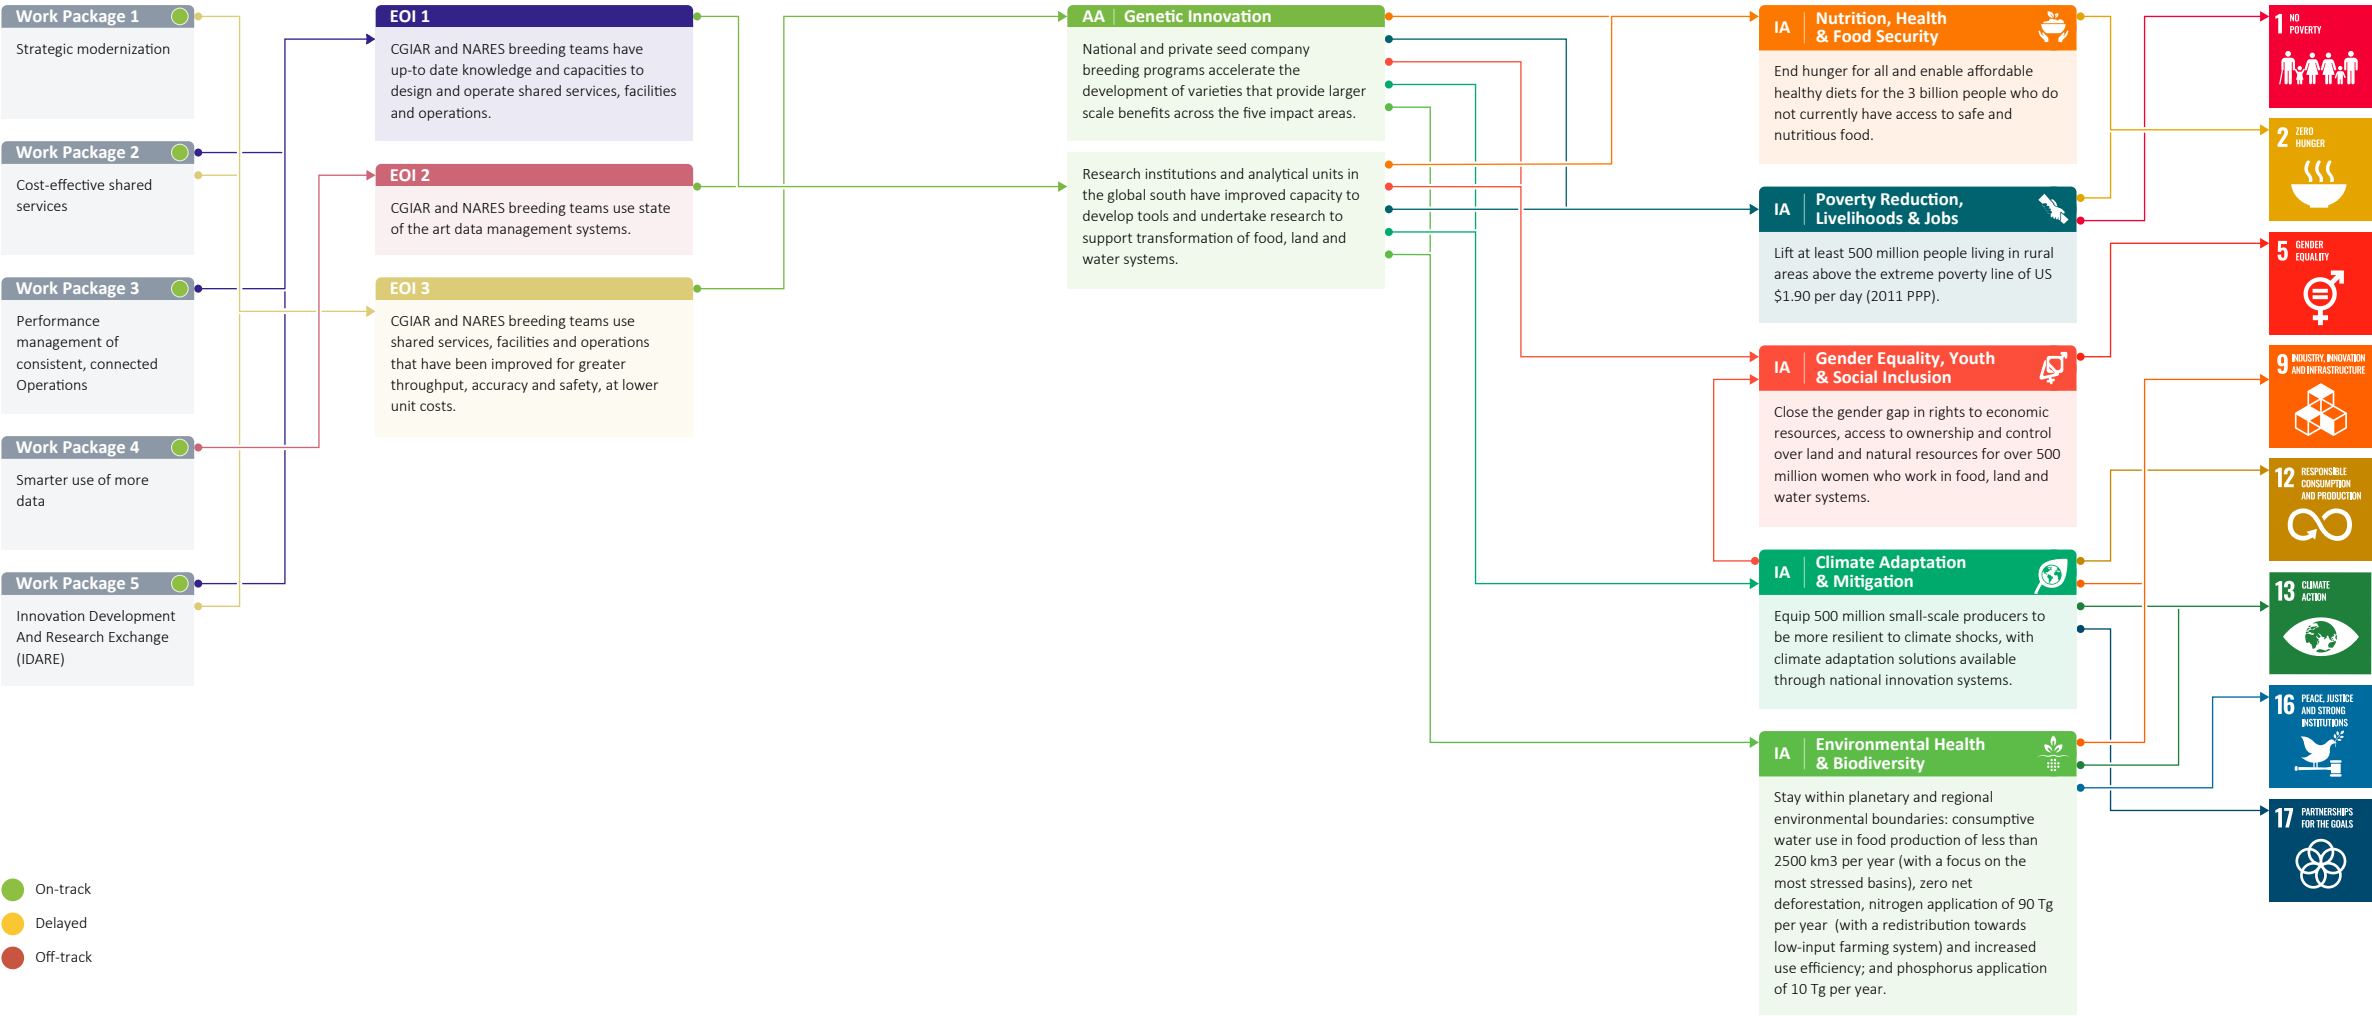 Work Package 1
Strategic modernization
Work Package 2
Cost-effective shared
services
Work Package 3
Performance
management of
consistent, connected
Operations
Work Package 4
Smarter use of more
data
Work Package 5
Innovation Development
And Research Exchange
(IDARE)
On-track
Delayed
Off-track
EOI 1
CGIAR and NARES breeding teams have
up-to date knowledge and capacities to
design and operate shared services, facilities
and operations.
EOI 2
CGIAR and NARES breeding teams use state
of the art data management systems.
EOI 3
CGIAR and NARES breeding teams use
shared services, facilities and operations
that have been improved for greater
throughput, accuracy and safety, at lower
unit costs.
AA | Genetic Innovation
National and private seed company
breeding programs accelerate the
development of varieties that provide larger
scale benefits across the five impact areas.
Research institutions and analytical units in
the global south have improved capacity to
develop tools and undertake research to
support transformation of food, land and
water systems.
IA
Nutrition, Health
& Food Security
End hunger for all and enable affordable
healthy diets for the 3 billion people who do
not currently have access to safe and
nutritious food.
IA
Poverty Reduction,
Livelihoods & Jobs
Lift at least 500 million people living in rural
areas above the extreme poverty line of US
$1.90 per day (2011 PPP).
IA
Gender Equality, Youth
& Social Inclusion
Close the gender gap in rights to economic
resources, access to ownership and control
over land and natural resources for over 500
million women who work in food, land and
water systems.
IA
Climate Adaptation
& Mitigation
Equip 500 million small-scale producers to
be more resilient to climate shocks, with
climate adaptation solutions available
through national innovation systems.
IA
Environmental Health
& Biodiversity
Stay within planetary and regional
environmental boundaries: consumptive
water use in food production of less than
2500 km3 per year (with a focus on the
most stressed basins), zero net
deforestation, nitrogen application of 90 Tg
per year (with a redistribution towards
low-input farming system) and increased
use efficiency; and phosphorus application
of 10 Tg per year.
1 NO
POVERTY
2 ZERO
HUNGER
5 GENDER
EQUALITY
9 INDUSTRY, INNOVATION
AND INFRASTRUCTURE
12 RESPONSIBLE
CONSUMPTION
AND PRODUCTION
13 CLIMATE
ACTION
16 PEACE, JUSTICE
AND STRONG
INSTITUTIONS
17 PARTNERSHIPS
FOR THE GOALS